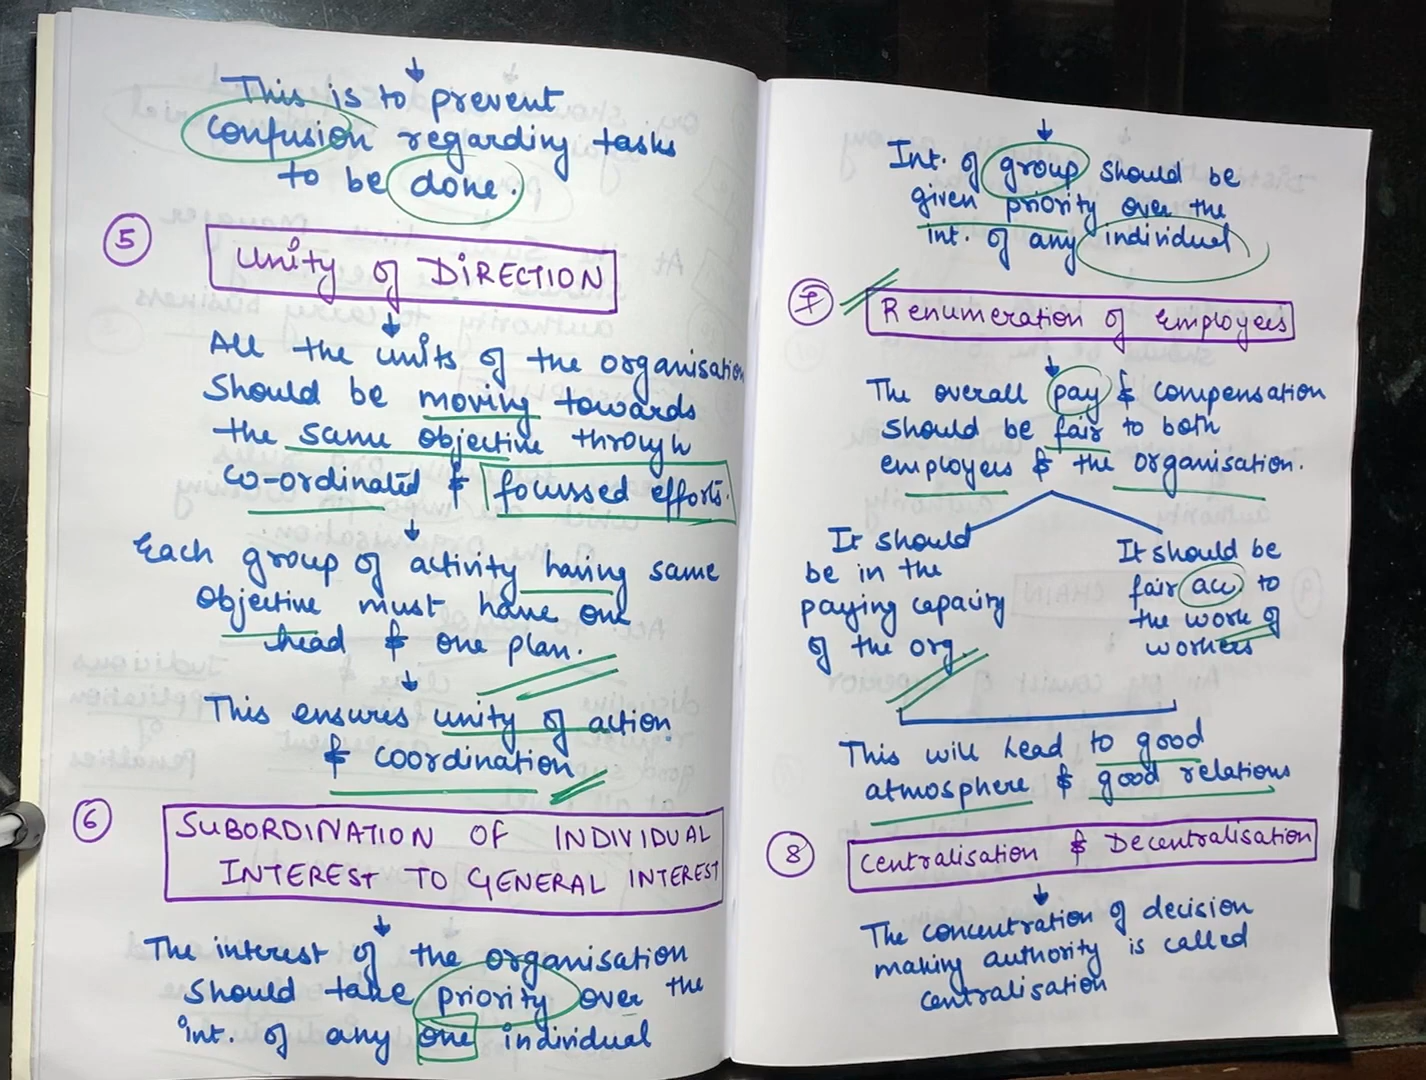 This is to prevent
confusion regarding tasks
to be done.
5 Unity of DIRECTION
All the units of the organisation
should be moving towards
the same objective through
co-ordinated & focussed efforts.
Each group of activity having same
objective must have one
head & one plan.
This ensures unity of action
& coordination
6 SUBORDINATION OF INDIVIDUAL
INTEREST TO GENERAL INTEREST
The interest of the organisation
should take priority over the
int. of any one individual
Int. of group should be
given priority over the
int. of any individual
7 Renumeration of employees
The overall pay & compensation
should be fair to both
employees & the organisation.
It should
be in the
paying capacity
of the org.
It should be
fair acc. to
the work of
workers
This will lead to good
atmosphere & good relations
8 Centralisation & Decentralisation
The concentration of decision
making authority is called
centralisation